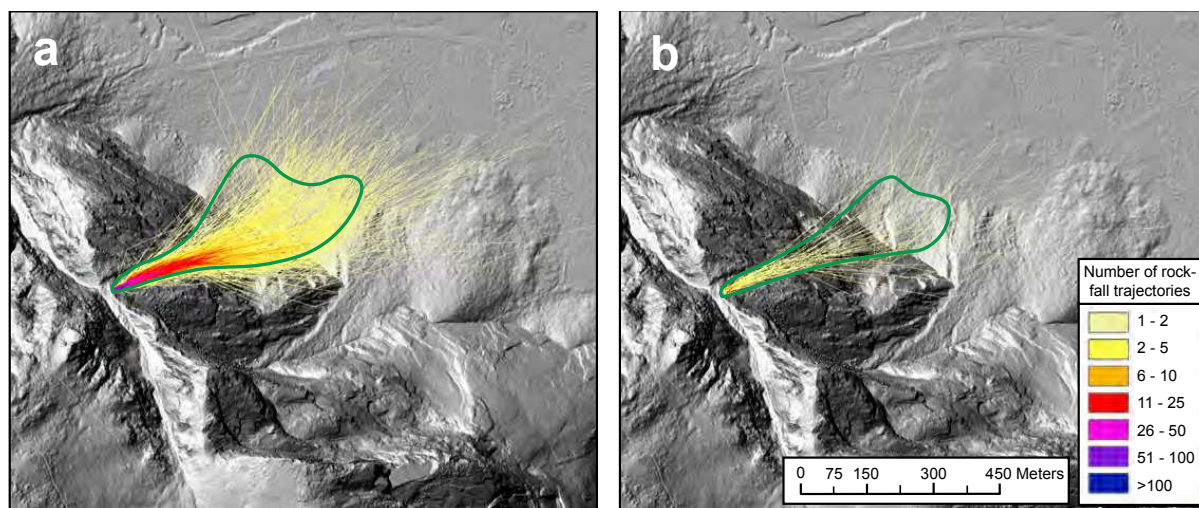 a
b
Number of rock-
fall trajectories
1 - 2
2 - 5
6 - 10
11 - 25
26 - 50
51 - 100
>100
0 75 150 300 450 Meters